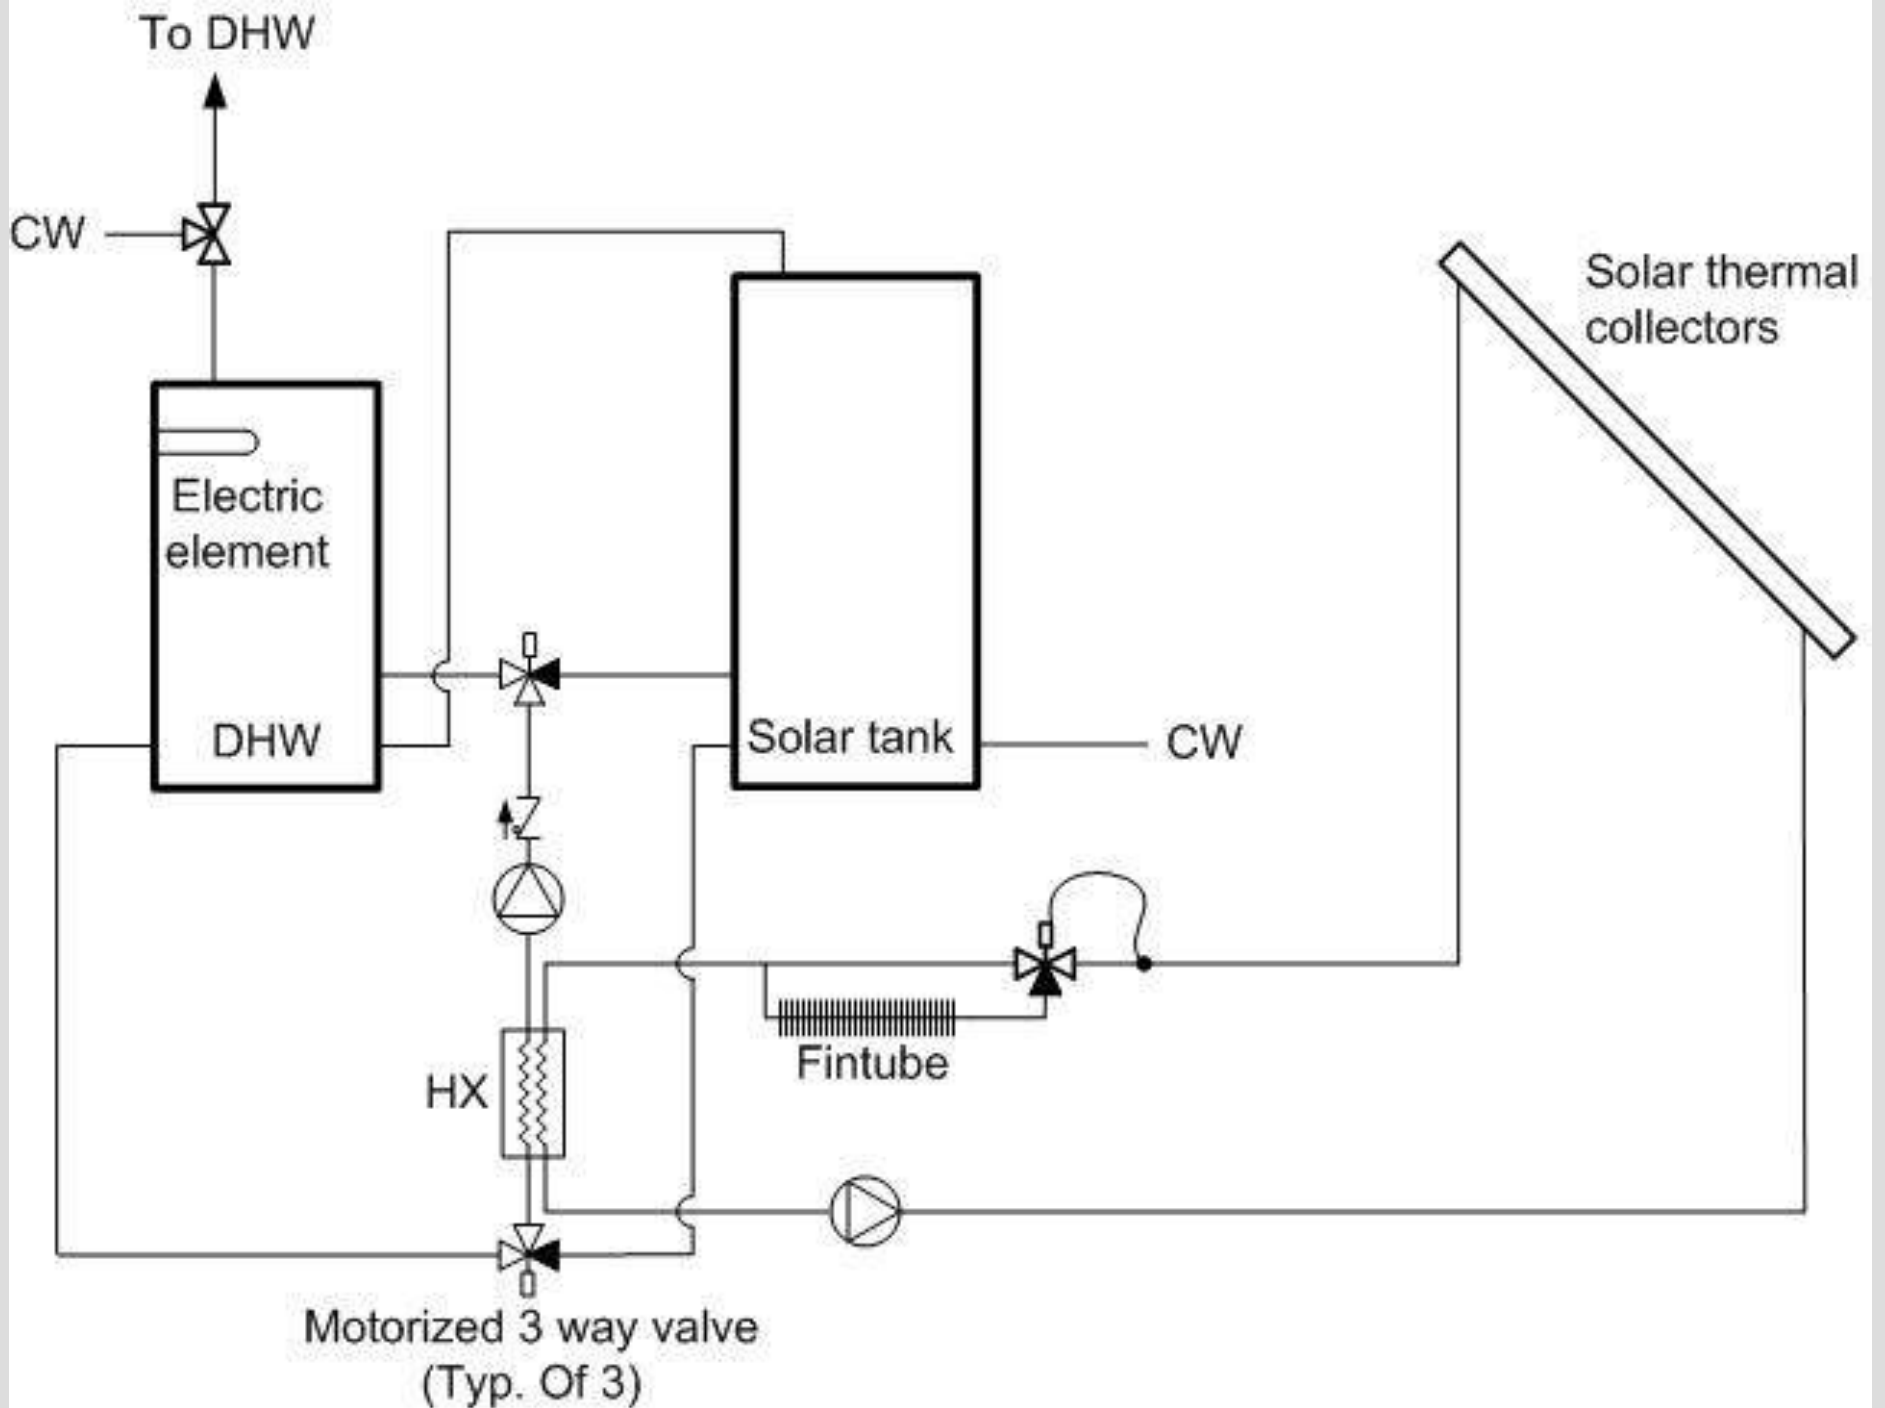 To DHW
CW
Solar thermal
collectors
Electric
element
DHW
Solar tank
CW
Fintube
HX
Motorized 3 way valve
(Typ. Of 3)